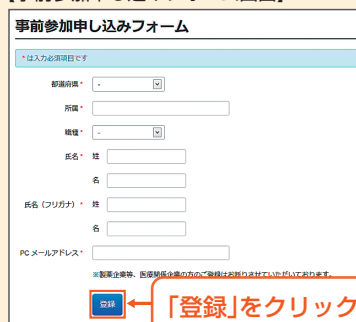 事前参加申し込みフォーム
*は入力必須項目です
都道府県* -
所属*
職種* -
氏名* 姓
名
氏名（フリガナ）* 姓
名
PCメールアドレス*
※製薬企業等、医療関係企業の方のご登録はお断りさせていただいております。
登録
「登録」をクリック